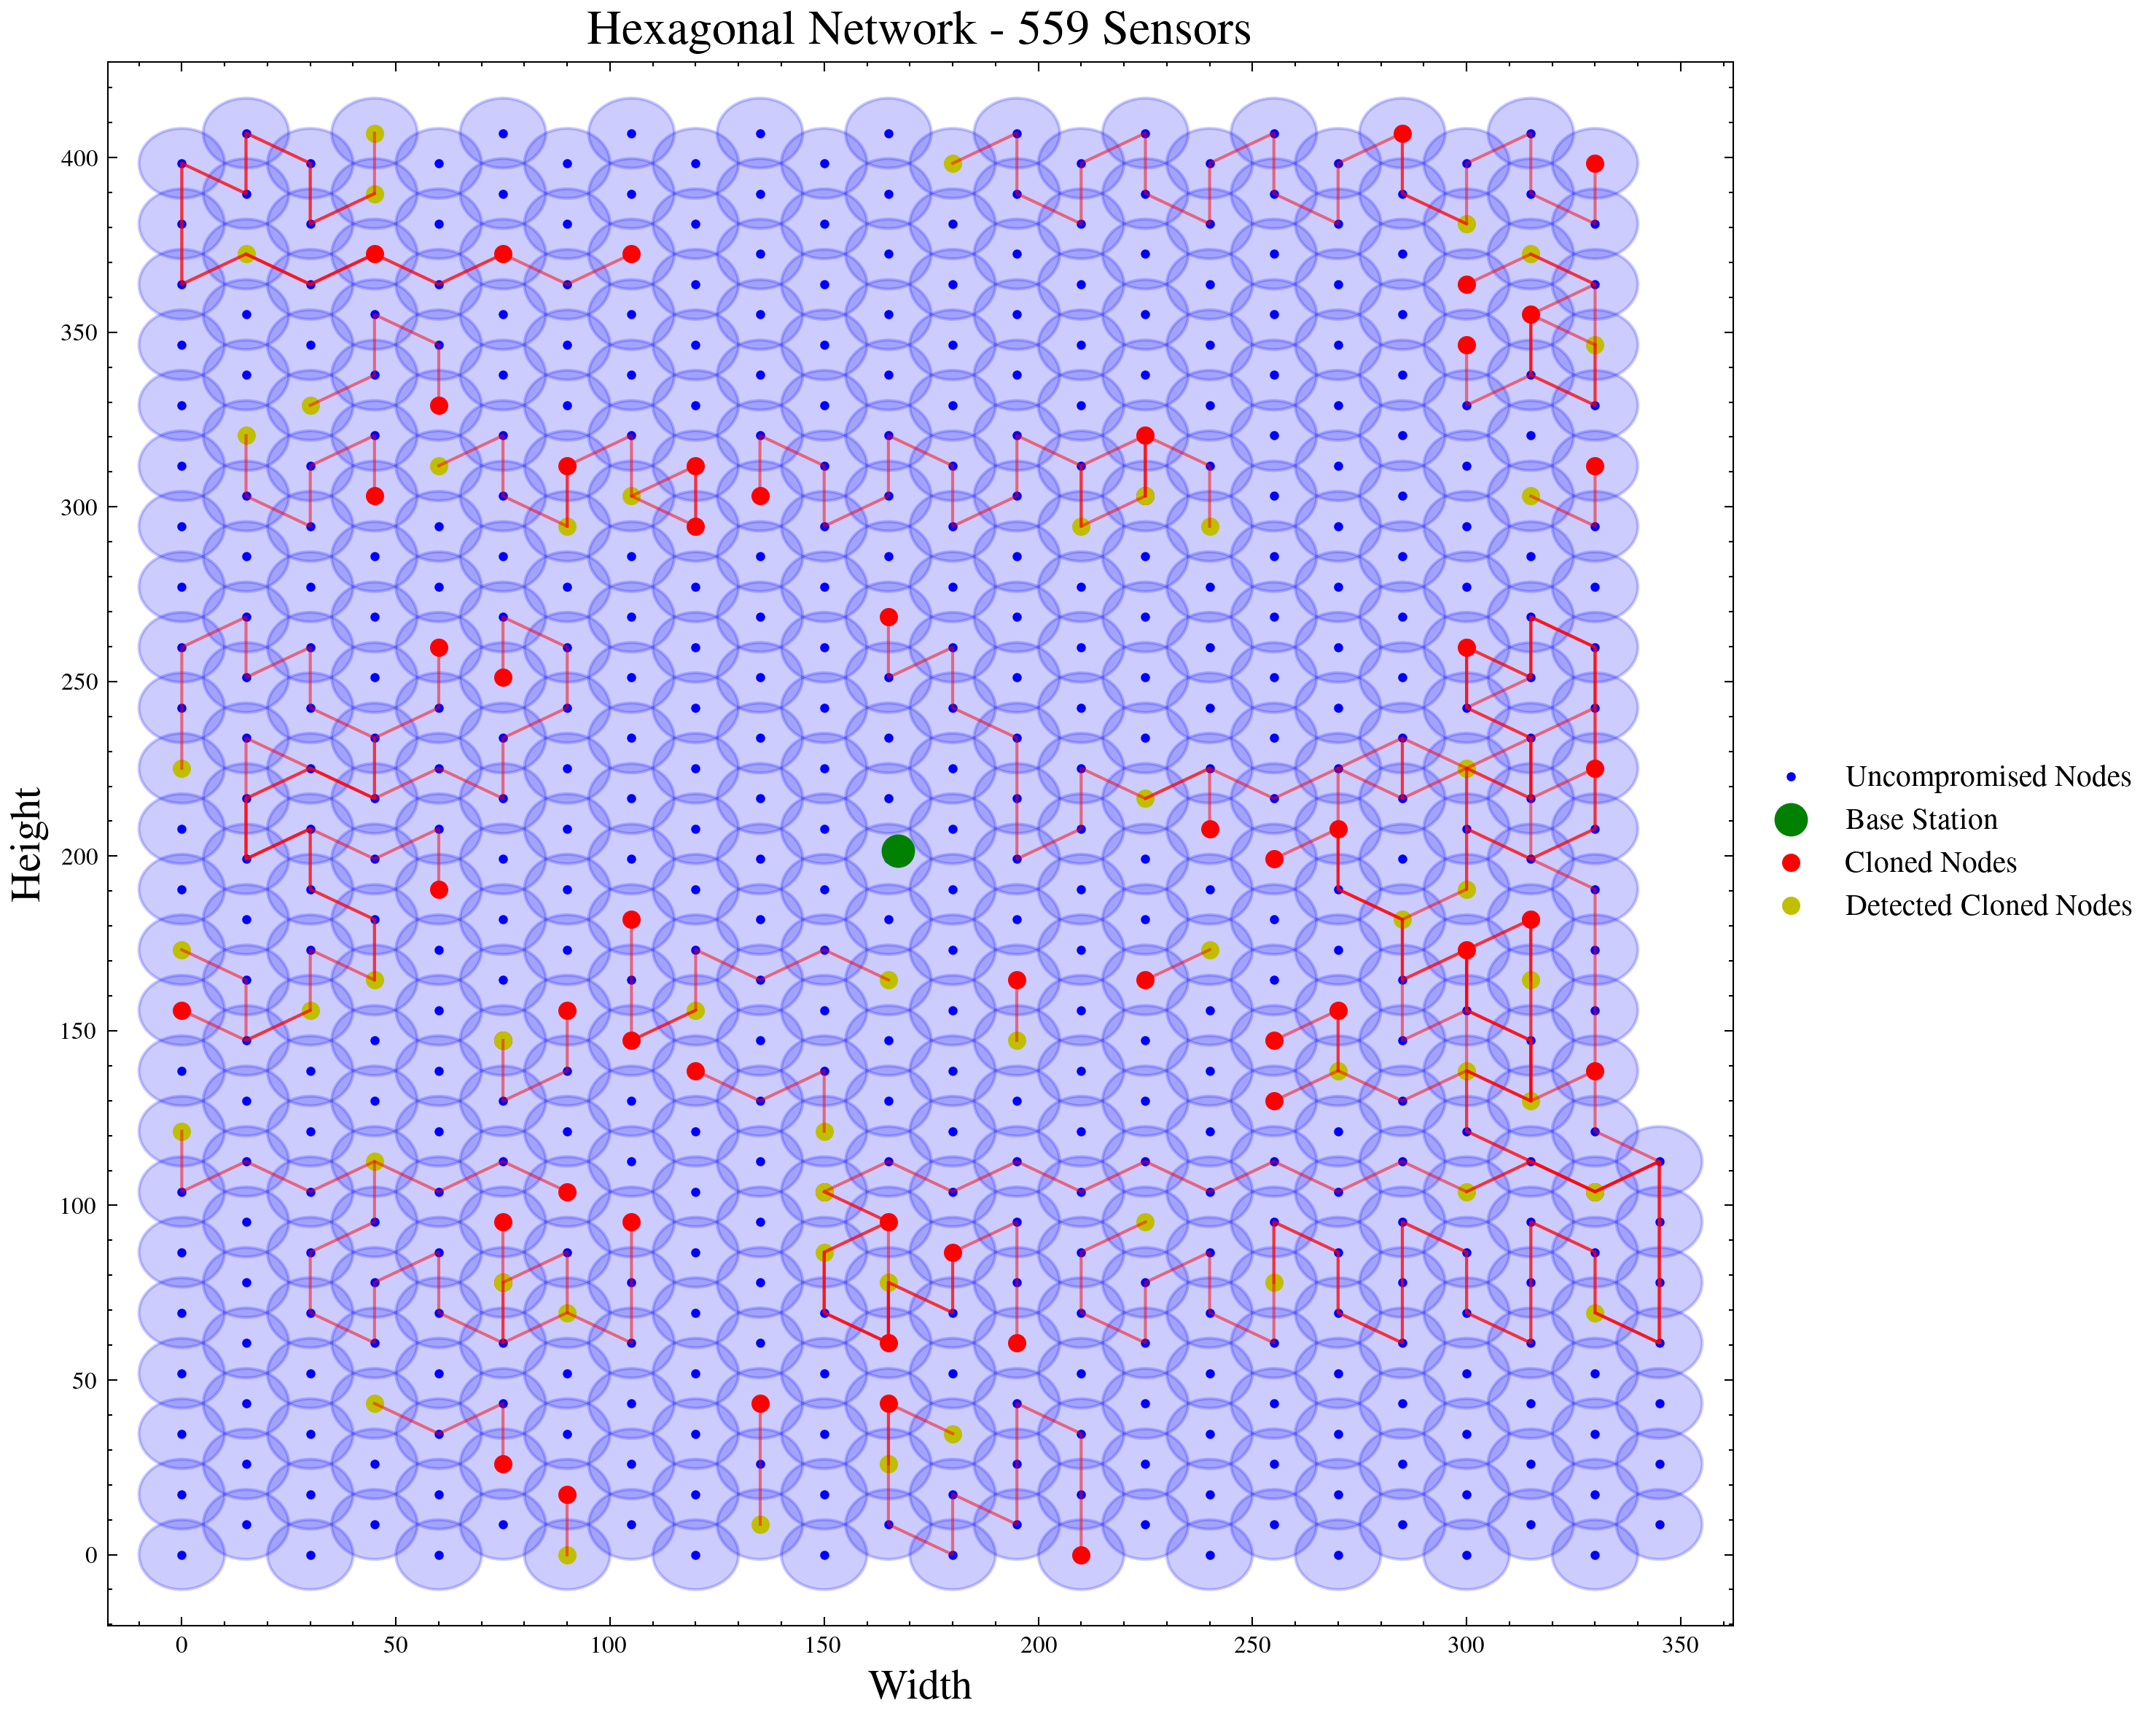 Hexagonal Network - 559 Sensors
Height
400
350
300
250
200
150
100
50
0
0 50 100 150 200 250 300 350
Width
Uncompromised Nodes
Base Station
Cloned Nodes
Detected Cloned Nodes